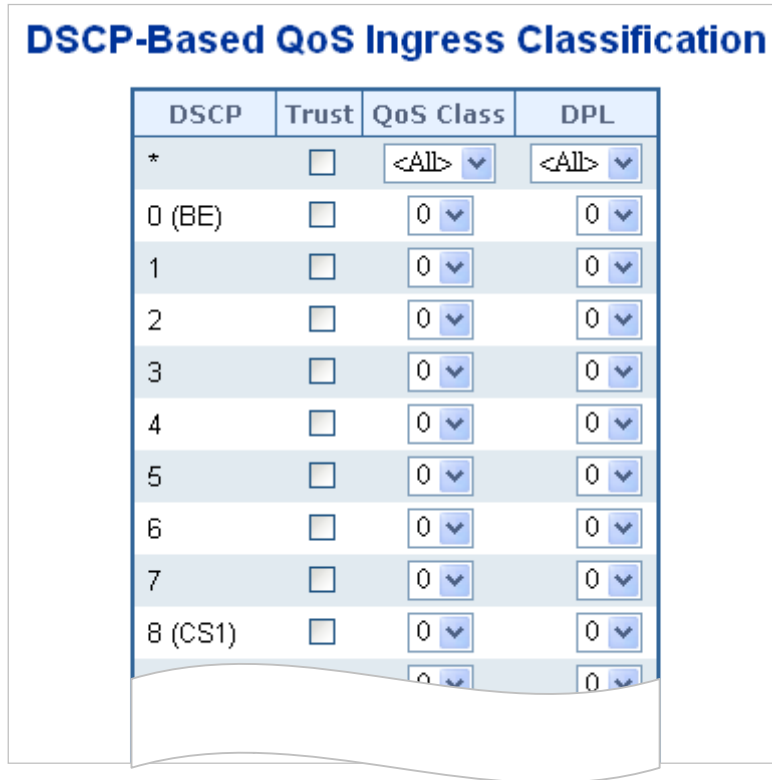 DSCP-Based QoS Ingress Classification
DSCP Trust QoS Class DPL
* <All> <All>
0 (BE) 0 0
1 0 0
2 0 0
3 0 0
4 0 0
5 0 0
6 0 0
7 0 0
8 (CS1) 0 0
0 0